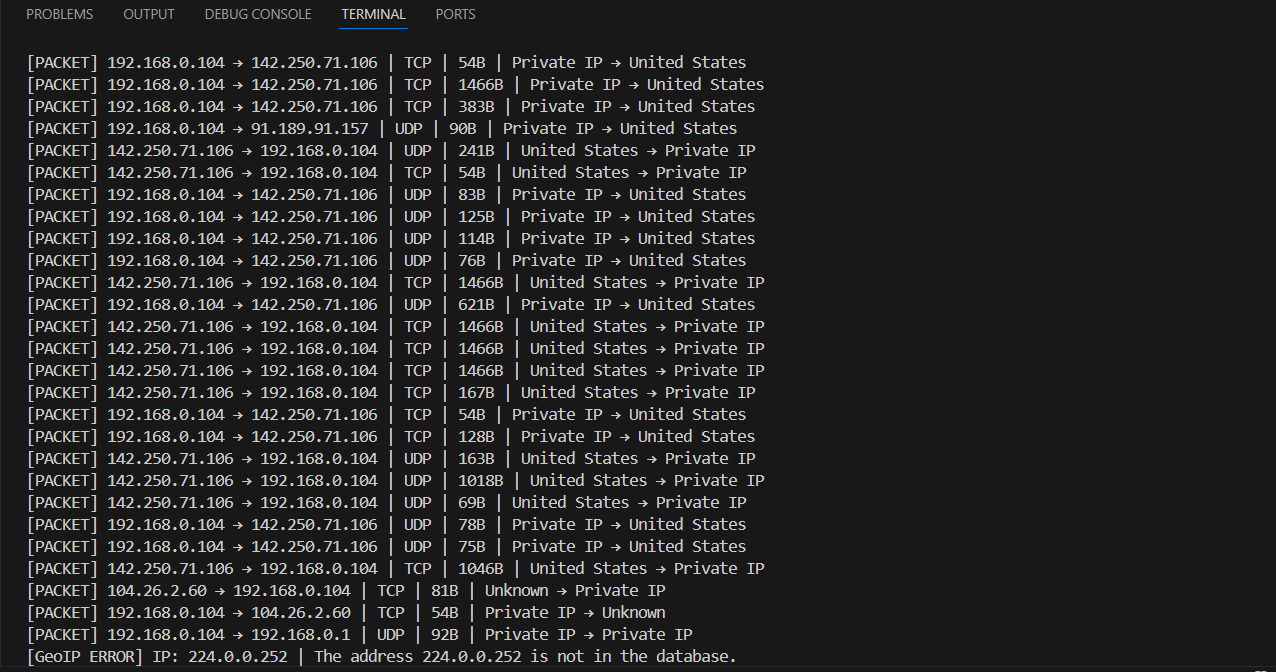 PROBLEMS OUTPUT DEBUG CONSOLE TERMINAL PORTS
[PACKET] 192.168.0.104 → 142.250.71.106 | TCP | 54B | Private IP → United States
[PACKET] 192.168.0.104 → 142.250.71.106 | TCP | 1466B | Private IP → United States
[PACKET] 192.168.0.104 → 142.250.71.106 | TCP | 383B | Private IP → United States
[PACKET] 192.168.0.104 → 91.189.91.157 | UDP | 90B | Private IP → United States
[PACKET] 142.250.71.106 → 192.168.0.104 | UDP | 241B | United States → Private IP
[PACKET] 142.250.71.106 → 192.168.0.104 | TCP | 54B | United States → Private IP
[PACKET] 192.168.0.104 → 142.250.71.106 | UDP | 83B | Private IP → United States
[PACKET] 192.168.0.104 → 142.250.71.106 | UDP | 125B | Private IP → United States
[PACKET] 192.168.0.104 → 142.250.71.106 | UDP | 114B | Private IP → United States
[PACKET] 192.168.0.104 → 142.250.71.106 | UDP | 76B | Private IP → United States
[PACKET] 142.250.71.106 → 192.168.0.104 | TCP | 1466B | United States → Private IP
[PACKET] 192.168.0.104 → 142.250.71.106 | UDP | 621B | Private IP → United States
[PACKET] 142.250.71.106 → 192.168.0.104 | TCP | 1466B | United States → Private IP
[PACKET] 142.250.71.106 → 192.168.0.104 | TCP | 1466B | United States → Private IP
[PACKET] 142.250.71.106 → 192.168.0.104 | TCP | 1466B | United States → Private IP
[PACKET] 142.250.71.106 → 192.168.0.104 | TCP | 167B | United States → Private IP
[PACKET] 192.168.0.104 → 142.250.71.106 | TCP | 54B | Private IP → United States
[PACKET] 192.168.0.104 → 142.250.71.106 | TCP | 128B | Private IP → United States
[PACKET] 142.250.71.106 → 192.168.0.104 | UDP | 163B | United States → Private IP
[PACKET] 142.250.71.106 → 192.168.0.104 | UDP | 1018B | United States → Private IP
[PACKET] 142.250.71.106 → 192.168.0.104 | UDP | 69B | United States → Private IP
[PACKET] 192.168.0.104 → 142.250.71.106 | UDP | 78B | Private IP → United States
[PACKET] 192.168.0.104 → 142.250.71.106 | UDP | 75B | Private IP → United States
[PACKET] 142.250.71.106 → 192.168.0.104 | TCP | 1046B | United States → Private IP
[PACKET] 104.26.2.60 → 192.168.0.104 | TCP | 81B | Unknown → Private IP
[PACKET] 192.168.0.104 → 104.26.2.60 | TCP | 54B | Private IP → Unknown
[PACKET] 192.168.0.104 → 192.168.0.1 | UDP | 92B | Private IP → Private IP
[GeoIP ERROR] IP: 224.0.0.252 | The address 224.0.0.252 is not in the database.